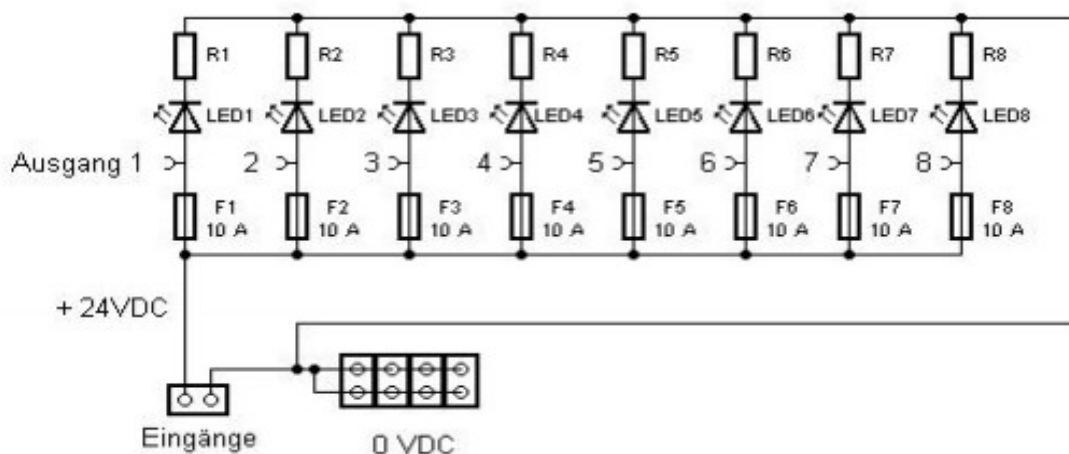 R1 R2 R3 R4 R5 R6 R7 R8
LED1 LED2 LED3 LED4 LED5 LED6 LED7 LED8
Ausgang 1 2 3 4 5 6 7 8
F1 F2 F3 F4 F5 F6 F7 F8
10 A 10 A 10 A 10 A 10 A 10 A 10 A 10 A
+ 24VDC
Eingänge
0 VDC